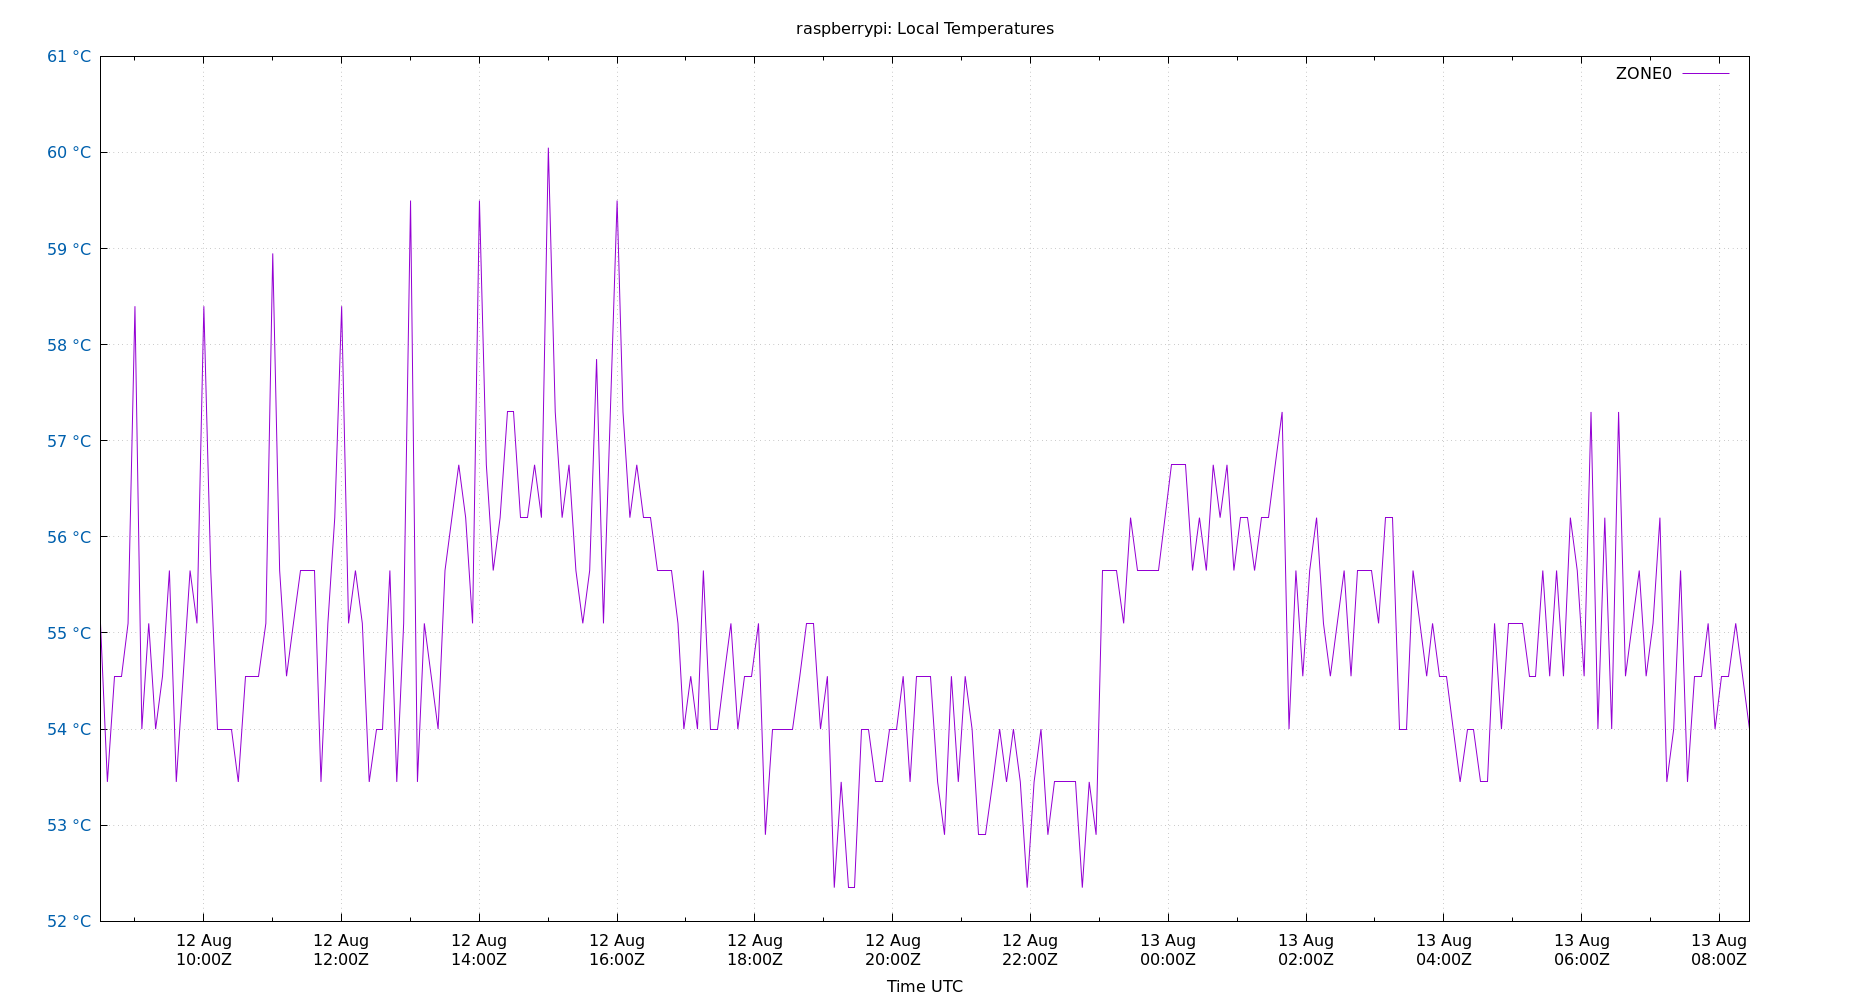 raspberrypi: Local Temperatures
ZONE0
61 °C
60 °C
59 °C
58 °C
57 °C
56 °C
55 °C
54 °C
53 °C
52 °C
12 Aug 12 Aug 12 Aug 12 Aug 12 Aug 12 Aug 12 Aug 13 Aug 13 Aug 13 Aug 13 Aug 13 Aug
10:00Z 12:00Z 14:00Z 16:00Z 18:00Z 20:00Z 22:00Z 00:00Z 02:00Z 04:00Z 06:00Z 08:00Z
Time UTC